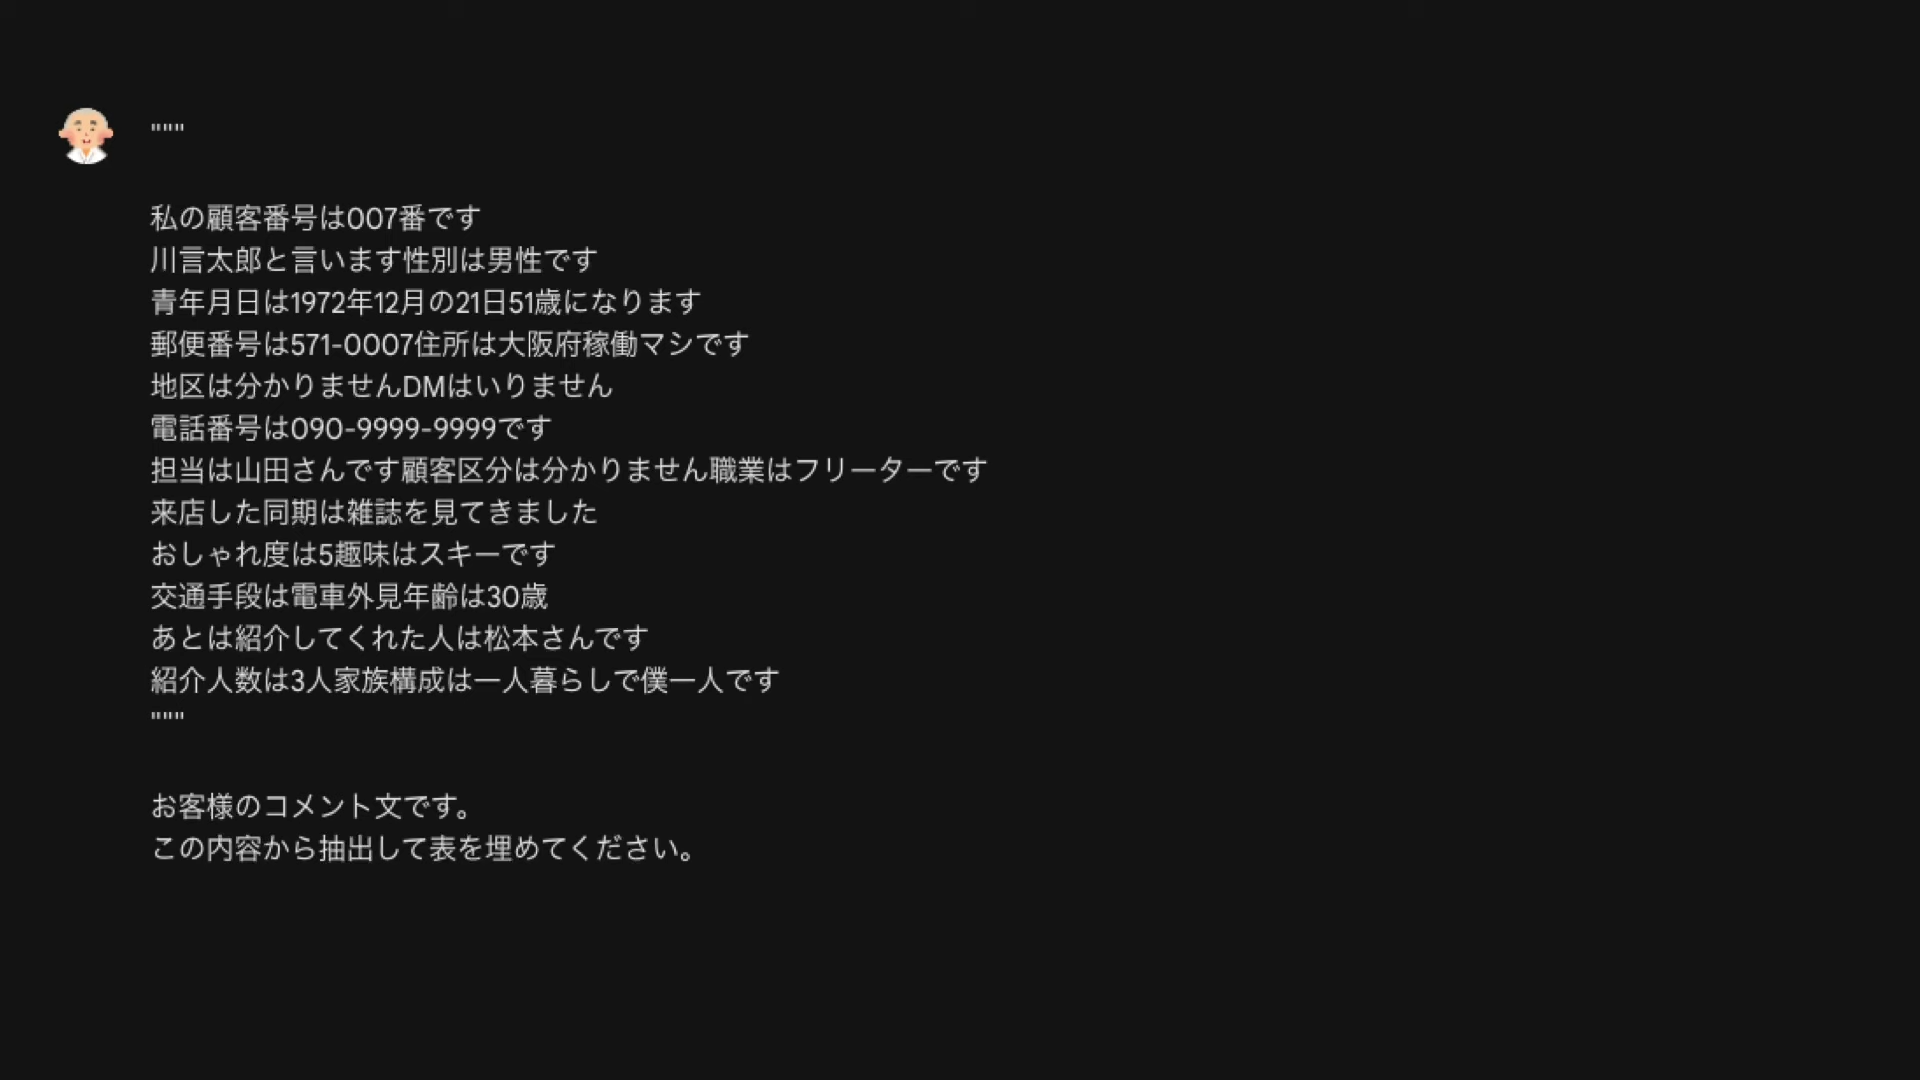 """
私の顧客番号は007番です
川言太郎と言います性別は男性です
青年月日は1972年12月の21日51歳になります
郵便番号は571-0007住所は大阪府稼働マシです
地区は分かりませんDMはいりません
電話番号は090-9999-9999です
担当は山田さんです顧客区分は分かりません職業はフリーターです
来店した同期は雑誌を見てきました
おしゃれ度は5趣味はスキーです
交通手段は電車外見年齢は30歳
あとは紹介してくれた人は松本さんです
紹介人数は3人家族構成は一人暮らしで僕一人です
"""
お客様のコメント文です。
この内容から抽出して表を埋めてください。